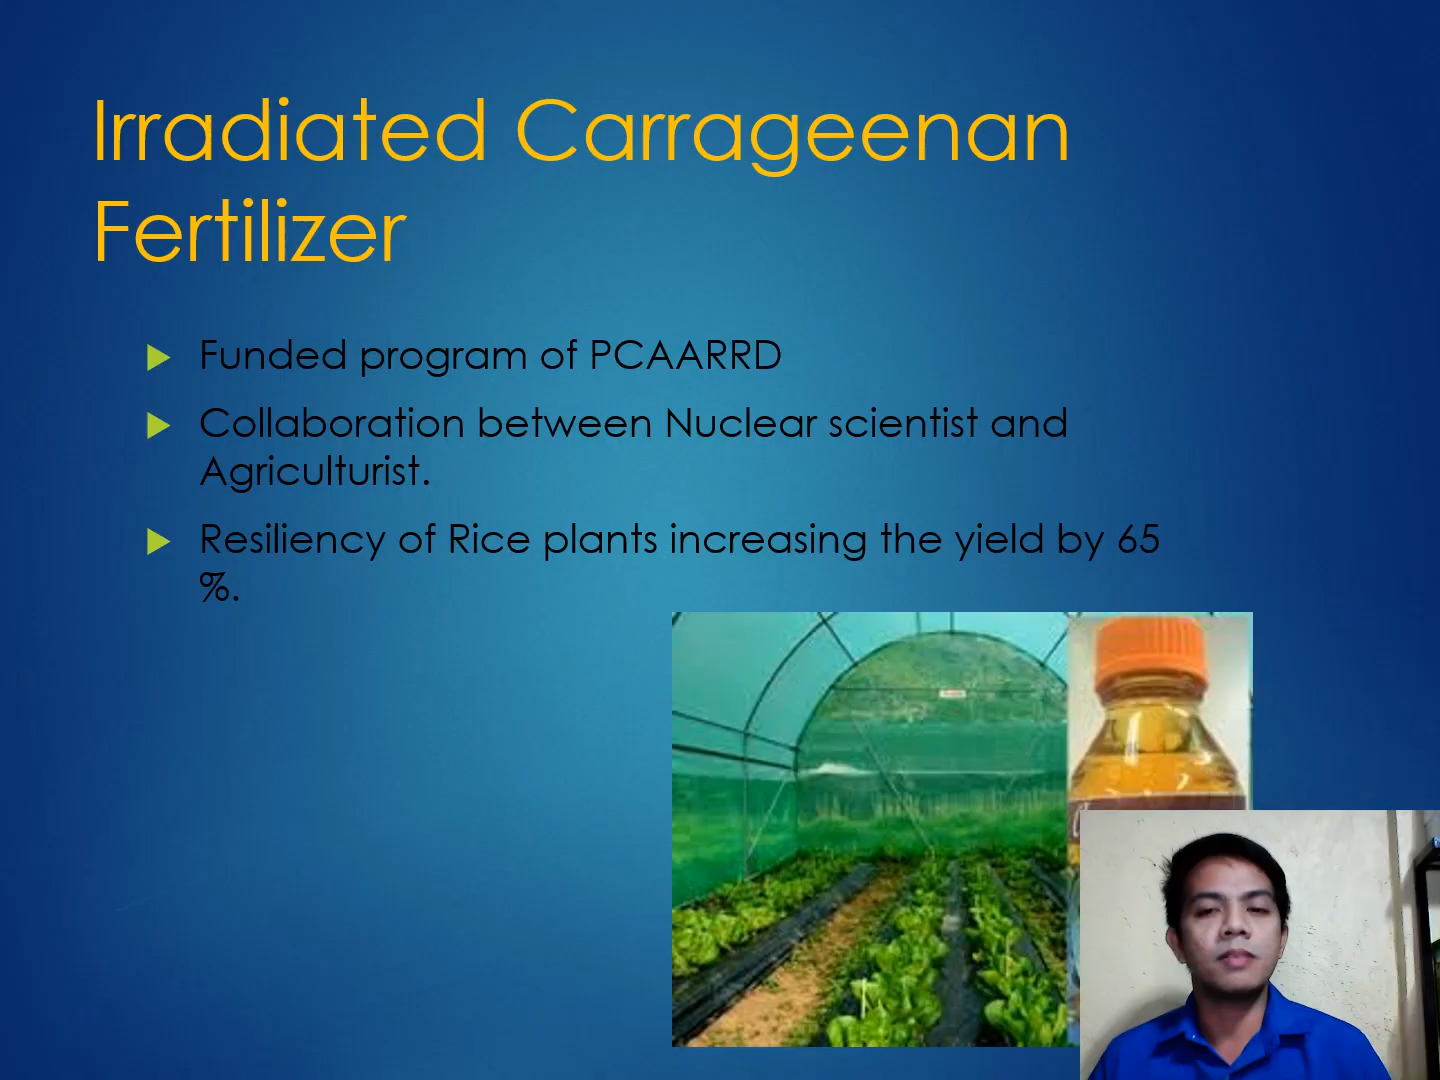 Irradiated Carrageenan
Fertilizer
Funded program of PCAARRD
Collaboration between Nuclear scientist and
Agriculturist.
Resiliency of Rice plants increasing the yield by 65
%.